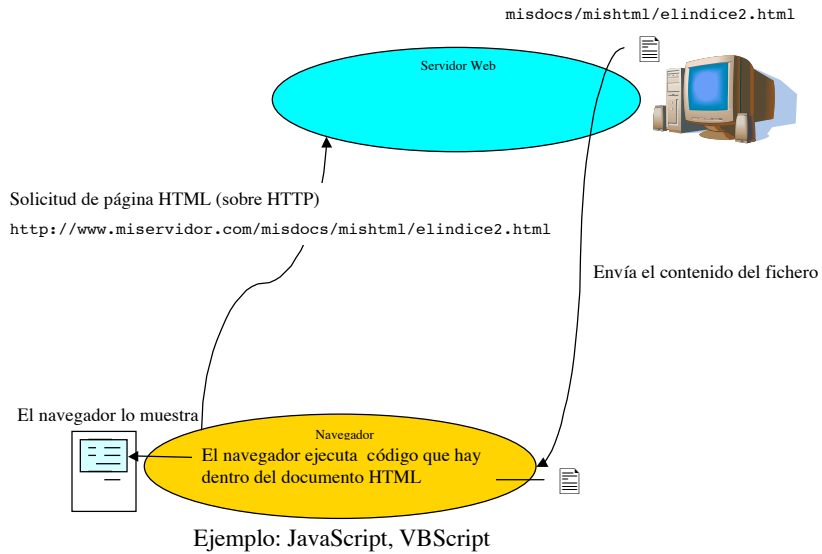 misdocs/mishtml/elindice2.html
Servidor Web
Solicitud de página HTML (sobre HTTP)
http://www.miservidor.com/misdocs/mishtml/elindice2.html
Envía el contenido del fichero
El navegador lo muestra
Navegador
El navegador ejecuta código que hay
dentro del documento HTML
Ejemplo: JavaScript, VBScript